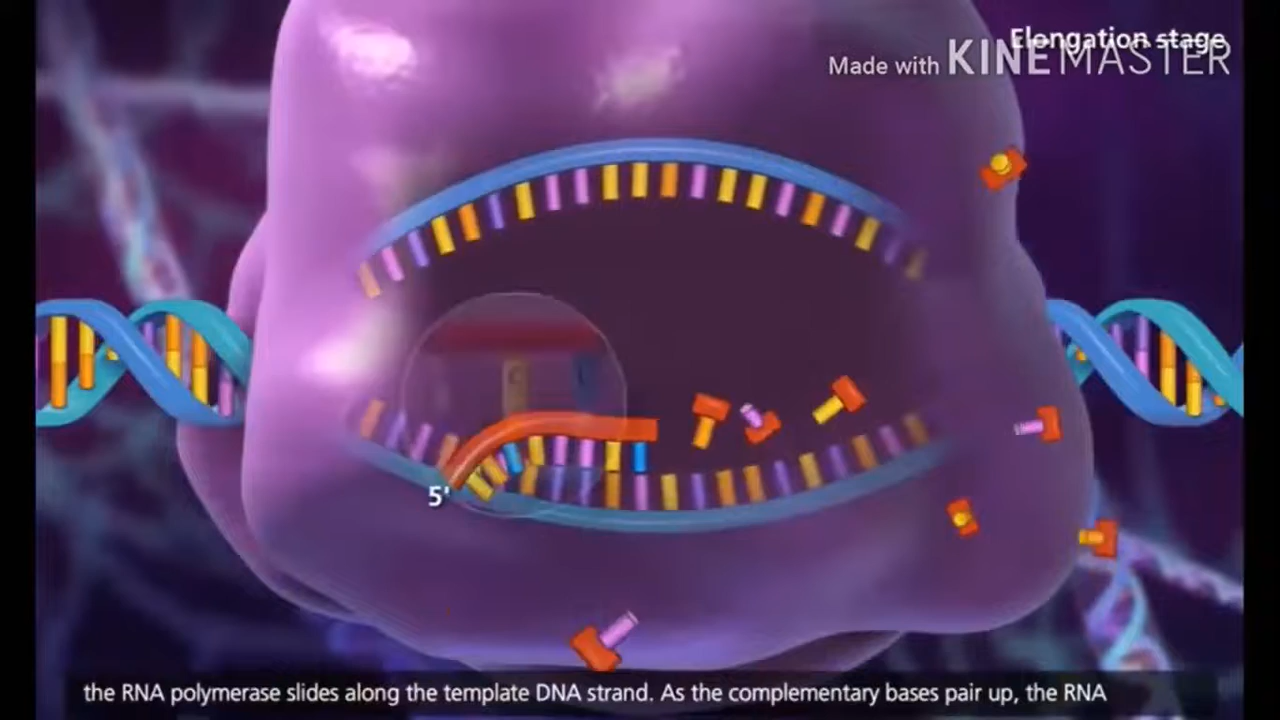 Elongation stage
Made with KINEMASTER
5'
the RNA polymerase slides along the template DNA strand. As the complementary bases pair up, the RNA